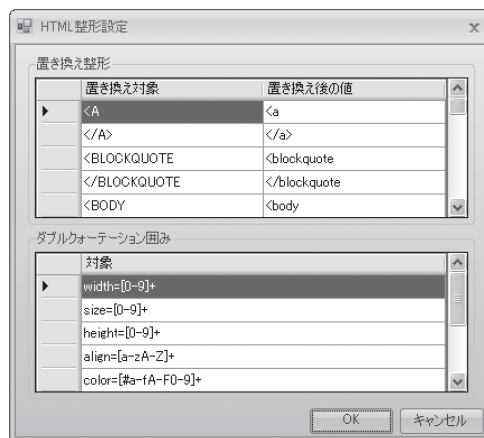 HTML整形設定
置き換え整形
置き換え対象 置き換え後の値
<A <a
</A> </a>
<BLOCKQUOTE <blockquote
</BLOCKQUOTE </blockquote
<BODY <body
ダブルクォーテーション囲み
対象
width=[0-9]+
size=[0-9]+
height=[0-9]+
align=[a-zA-Z]+
color=[#a-fA-F0-9]+
OK キャンセル